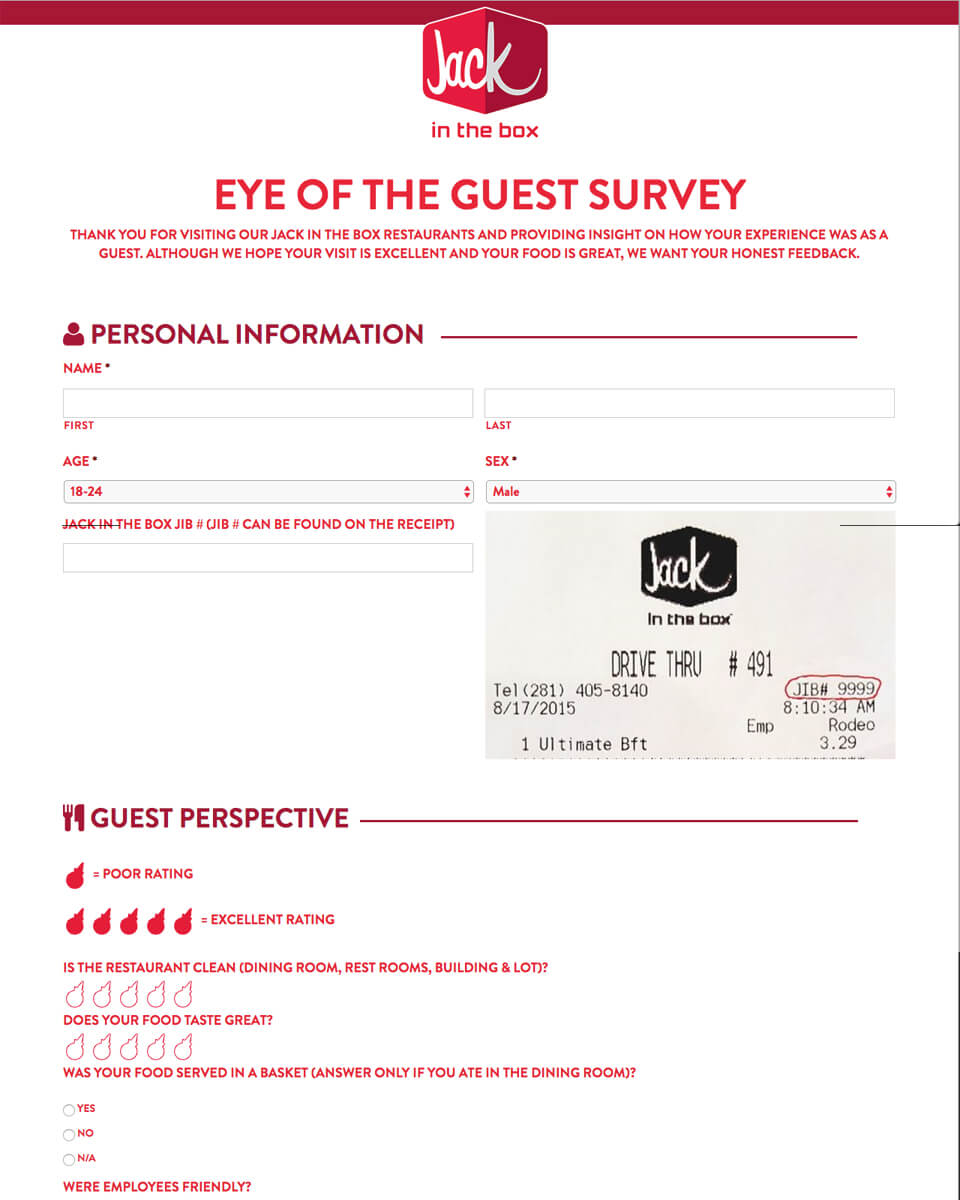 Jack
in the box
EYE OF THE GUEST SURVEY
THANK YOU FOR VISITING OUR JACK IN THE BOX RESTAURANTS AND PROVIDING INSIGHT ON HOW YOUR EXPERIENCE WAS AS A
GUEST. ALTHOUGH WE HOPE YOUR VISIT IS EXCELLENT AND YOUR FOOD IS GREAT, WE WANT YOUR HONEST FEEDBACK.
PERSONAL INFORMATION
NAME *
FIRST LAST
AGE * SEX *
18-24 Male
JACK IN THE BOX JIB # (JIB # CAN BE FOUND ON THE RECEIPT)
Jack
in the box
DRIVE THRU # 491
Tel(281) 405-8140 JIB# 9999
8/17/2015 8:10:34 AM
Emp Rodeo
1 Ultimate Bft 3.29
GUEST PERSPECTIVE
= POOR RATING
= EXCELLENT RATING
IS THE RESTAURANT CLEAN (DINING ROOM, REST ROOMS, BUILDING & LOT)?
DOES YOUR FOOD TASTE GREAT?
WAS YOUR FOOD SERVED IN A BASKET (ANSWER ONLY IF YOU ATE IN THE DINING ROOM)?
YES
NO
N/A
WERE EMPLOYEES FRIENDLY?